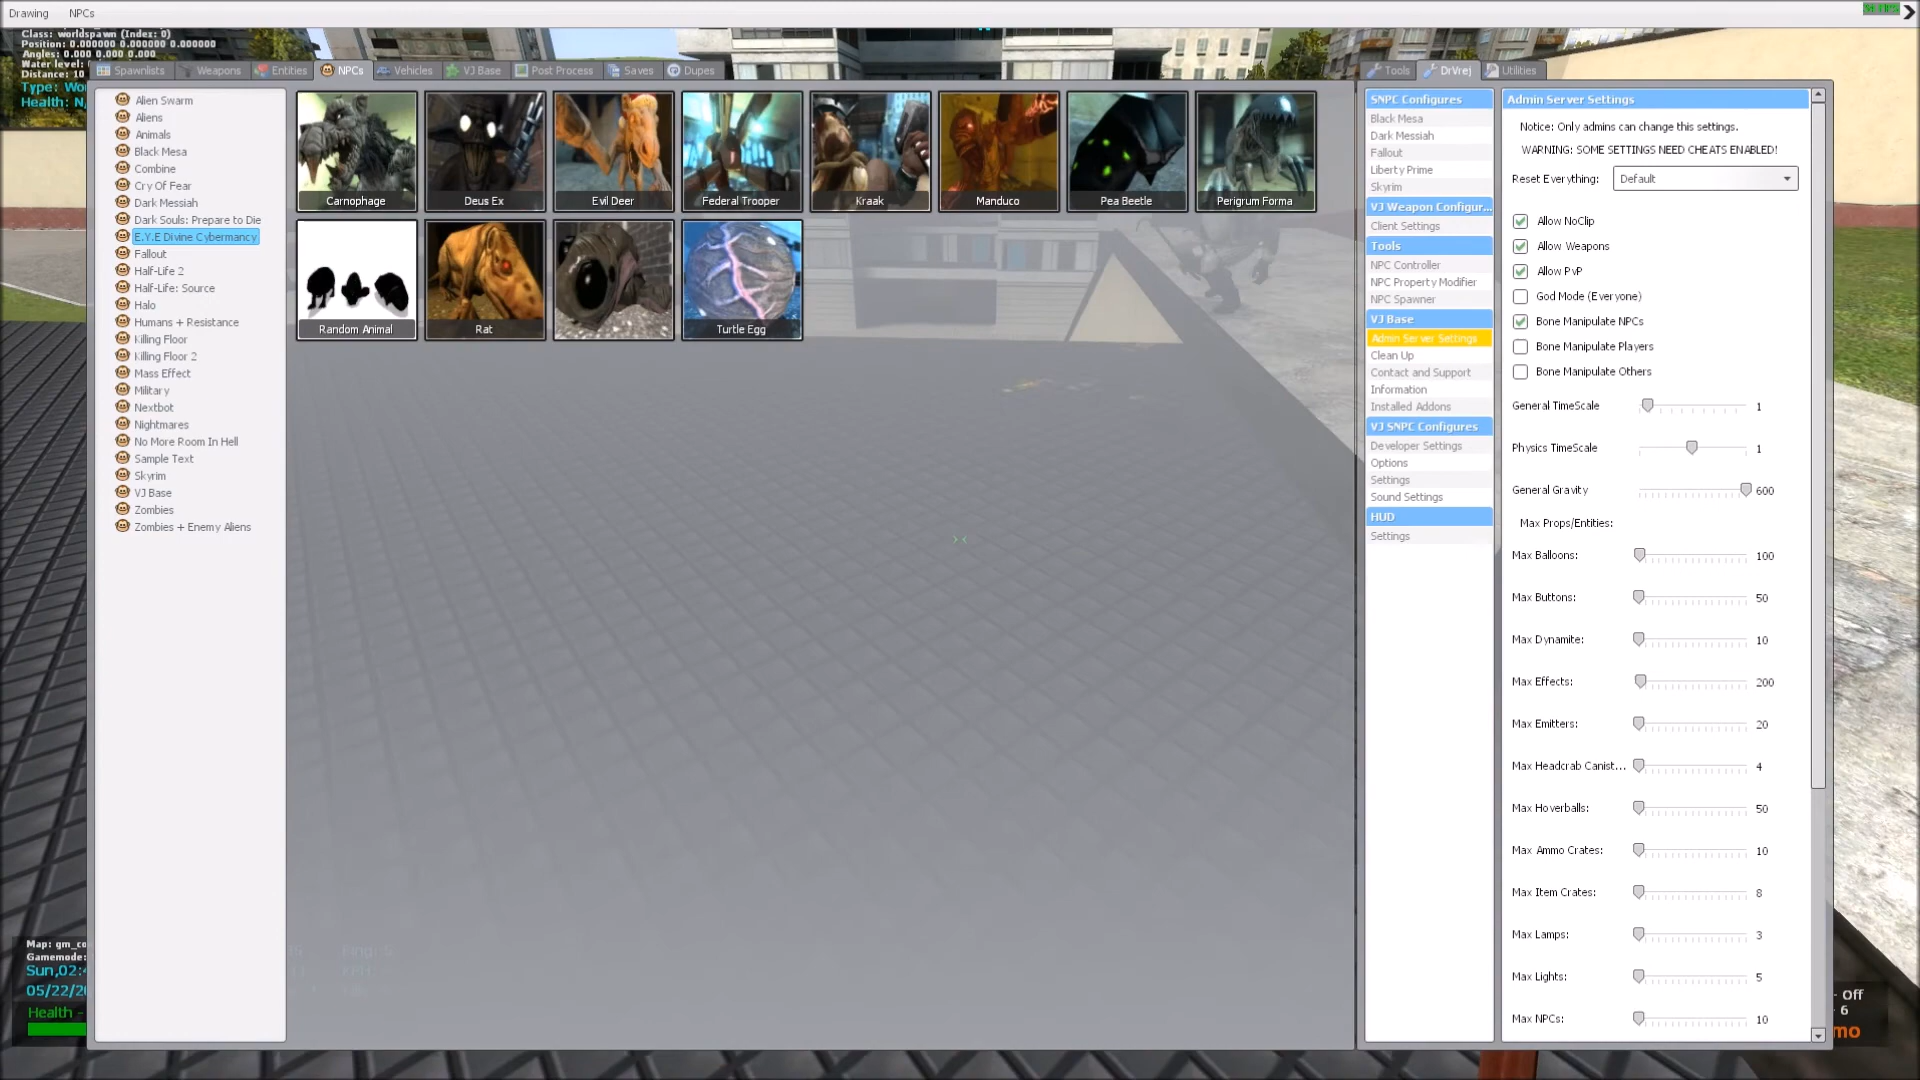 Drawing NPCs
Class: worldspawn (Index: 0)
Position: 0.000000 0.000000 0.000000
Angles: 0.000 0.000 0.000
Water level:
Distance: 10
Type: Wo
Health: N/
Spawnlists Weapons Entities NPCs Vehicles VJ Base Post Process Saves Dupes
Tools DrVrej Utilities
Alien Swarm
Aliens
Animals
Black Mesa
Combine
Cry Of Fear
Dark Messiah
Dark Souls: Prepare to Die
E.Y.E Divine Cybermancy
Fallout
Half-Life 2
Half-Life: Source
Halo
Humans + Resistance
Killing Floor
Killing Floor 2
Mass Effect
Military
Nextbot
Nightmares
No More Room In Hell
Sample Text
Skyrim
VJ Base
Zombies
Zombies + Enemy Aliens
Carnophage
Deus Ex
Evil Deer
Federal Trooper
Kraak
Manduco
Pea Beetle
Perigrum Forma
Random Animal
Rat
Turtle Egg
SNPC Configures
Black Mesa
Dark Messiah
Fallout
Liberty Prime
Skyrim
VJ Weapon Configur...
Client Settings
Tools
NPC Controller
NPC Property Modifier
NPC Spawner
VJ Base
Admin Server Settings
Clean Up
Contact and Support
Information
Installed Addons
VJ SNPC Configures
Developer Settings
Options
Settings
Sound Settings
HUD
Settings
Admin Server Settings
Notice: Only admins can change this settings.
WARNING: SOME SETTINGS NEED CHEATS ENABLED!
Reset Everything: Default
Allow NoClip
Allow Weapons
Allow PvP
God Mode (Everyone)
Bone Manipulate NPCs
Bone Manipulate Players
Bone Manipulate Others
General TimeScale 1
Physics TimeScale 1
General Gravity 600
Max Props/Entities:
Max Balloons: 100
Max Buttons: 50
Max Dynamite: 10
Max Effects: 200
Max Emitters: 20
Max Headcrab Canist... 4
Max Hoverballs: 50
Max Ammo Crates: 10
Max Item Crates: 8
Max Lamps: 3
Max Lights: 5
Max NPCs: 10
Map: gm_co
Gamemode:
Sun,02:4
05/22/20
Health -
- Off
- 6
mo